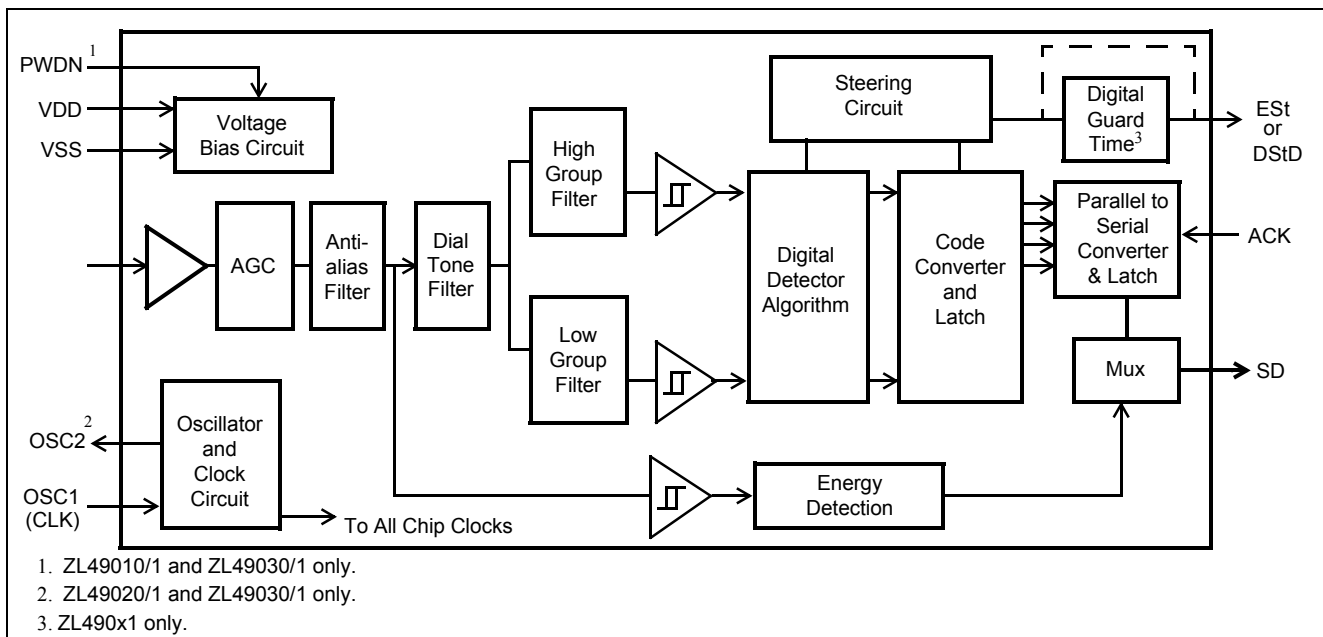 PWDN 1
VDD
VSS
Voltage
Bias Circuit
Steering
Circuit
Digital
Guard
Time3
ESt
or
DStD
High
Group
Filter
AGC
Anti-
alias
Filter
Dial
Tone
Filter
Low
Group
Filter
Digital
Detector
Algorithm
Code
Converter
and
Latch
Parallel to
Serial
Converter
& Latch
ACK
Mux
SD
OSC2 2
OSC1
(CLK)
Oscillator
and
Clock
Circuit
To All Chip Clocks
Energy
Detection
1. ZL49010/1 and ZL49030/1 only.
2. ZL49020/1 and ZL49030/1 only.
3. ZL490x1 only.